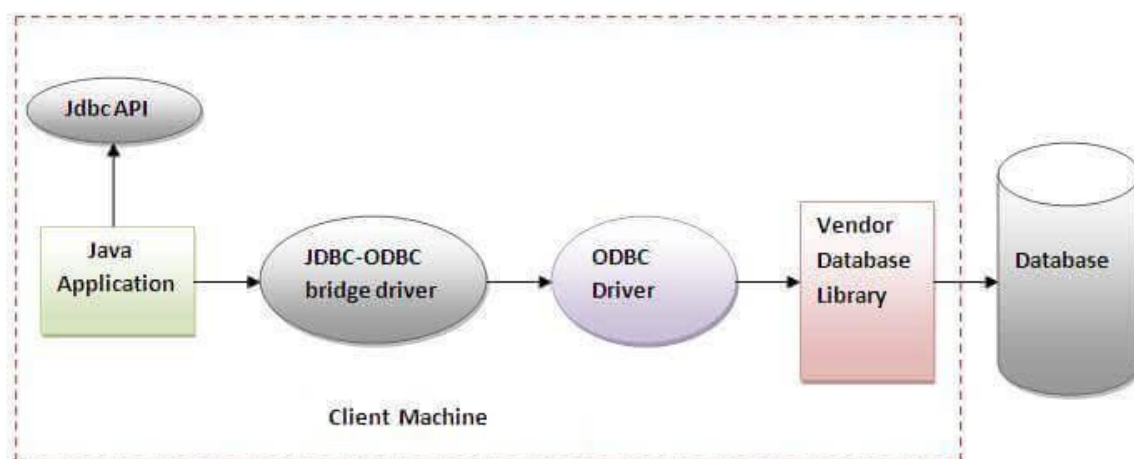 Jdbc API
Java
Application
JDBC-ODBC
bridge driver
ODBC
Driver
Vendor
Database
Library
Database
Client Machine